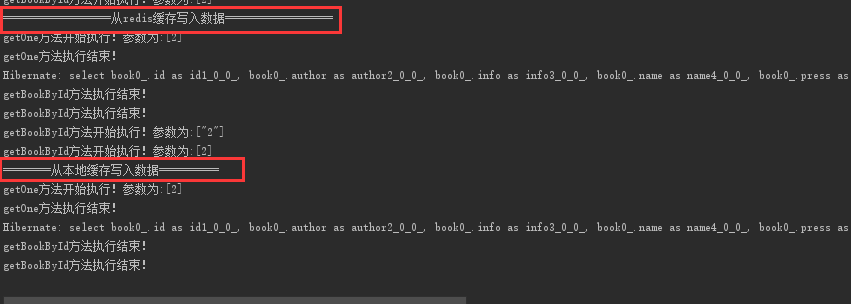 getBookById方法开始执行! 参数为:[2]
═════════════════从redis缓存写入数据═════════════════
getOne方法开始执行! 参数为:[2]
getOne方法执行结束!
Hibernate: select book0_.id as id1_0_0_, book0_.author as author2_0_0_, book0_.info as info3_0_0_, book0_.name as name4_0_0_, book0_.press as
getBookById方法执行结束!
getBookById方法执行结束!
getBookById方法开始执行! 参数为:["2"]
getBookById方法开始执行! 参数为:[2]
════════从本地缓存写入数据══════════
getOne方法开始执行! 参数为:[2]
getOne方法执行结束!
Hibernate: select book0_.id as id1_0_0_, book0_.author as author2_0_0_, book0_.info as info3_0_0_, book0_.name as name4_0_0_, book0_.press as
getBookById方法执行结束!
getBookById方法执行结束!